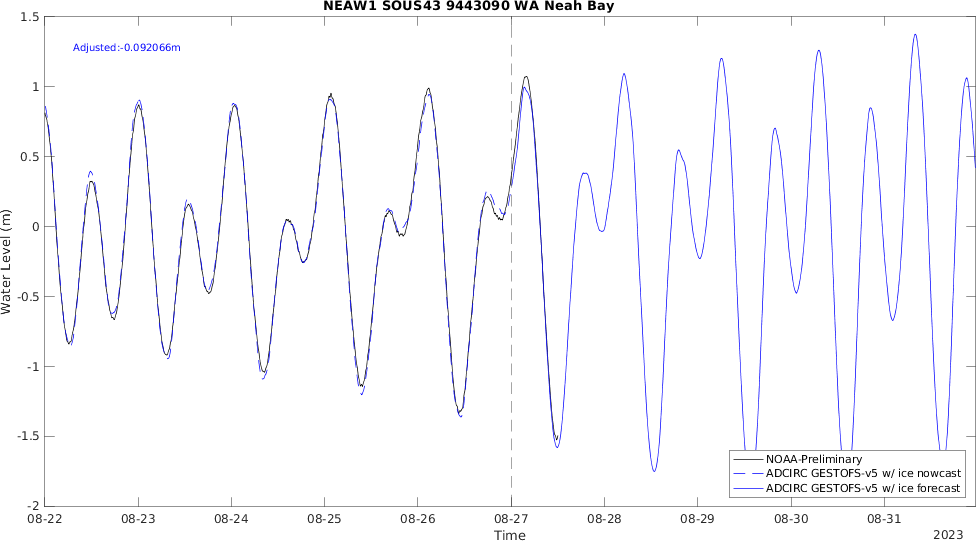 NEAW1 SOUS43 9443090 WA Neah Bay
Adjusted:-0.092066m
1.5
1
0.5
0
-0.5
-1
-1.5
-2
Water Level (m)
NOAA-Preliminary
ADCIRC GESTOFS-v5 w/ ice nowcast
ADCIRC GESTOFS-v5 w/ ice forecast
08-22 08-23 08-24 08-25 08-26 08-27 08-28 08-29 08-30 08-31
Time
2023